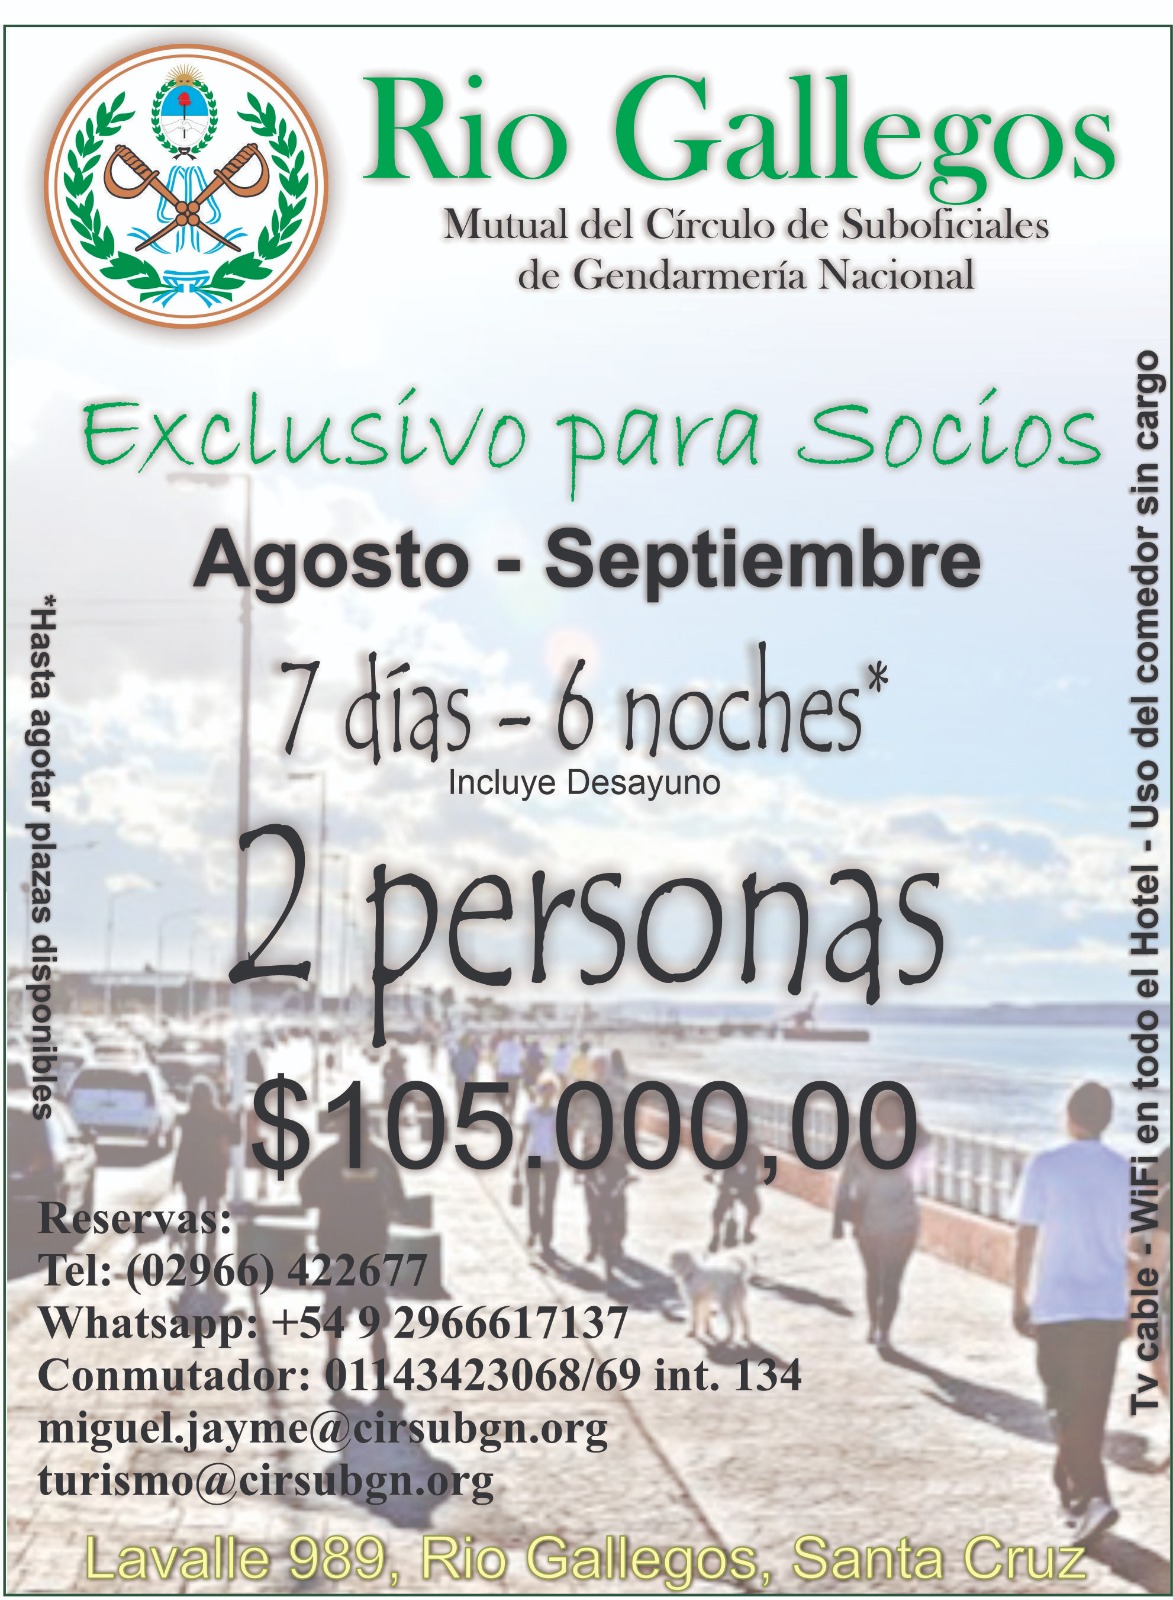 Rio Gallegos
Mutual del Círculo de Suboficiales
de Gendarmería Nacional
Exclusivo para Socios
Agosto - Septiembre
7 días - 6 noches*
Incluye Desayuno
2 personas
$105.000,00
*Hasta agotar plazas disponibles
Tv cable - WiFi en todo el Hotel - Uso del comedor sin cargo
Reservas:
Tel: (02966) 422677
Whatsapp: +54 9 2966617137
Conmutador: 01143423068/69 int. 134
miguel.jayme@cirsubgn.org
turismo@cirsubgn.org
Lavalle 989, Rio Gallegos, Santa Cruz